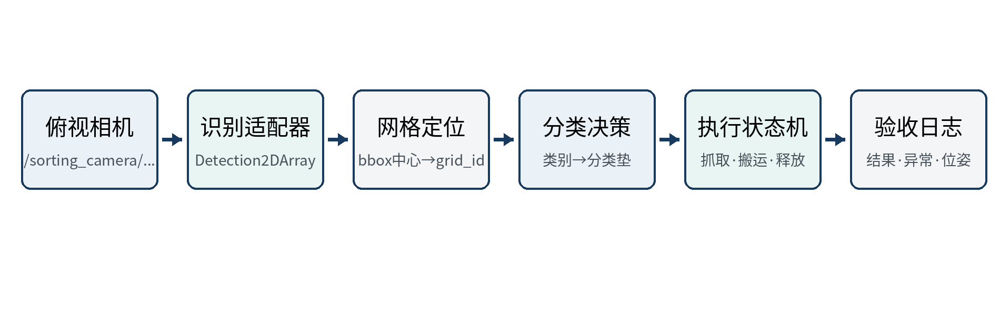 俯视相机
/sorting_camera/...
识别适配器
Detection2DArray
网格定位
bbox中心→grid_id
分类决策
类别→分类垫
执行状态机
抓取·搬运·释放
验收日志
结果·异常·位姿